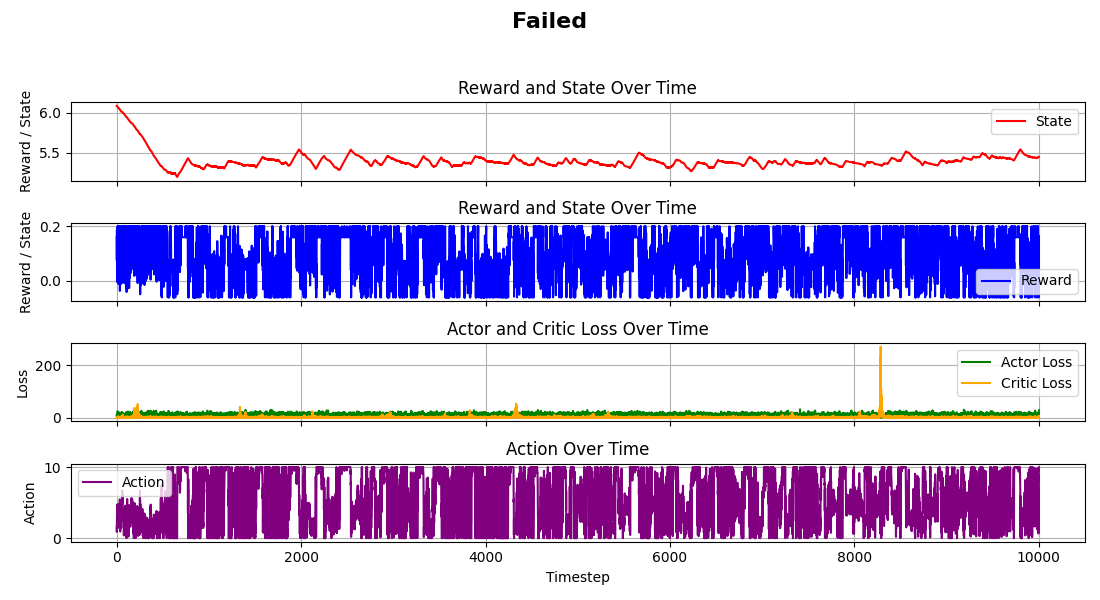 Failed
Reward and State Over Time
Reward / State
6.0
5.5
State
Reward and State Over Time
Reward / State
0.2
0.0
Reward
Actor and Critic Loss Over Time
Loss
200
0
Actor Loss
Critic Loss
Action Over Time
Action
10
0
Action
0 2000 4000 6000 8000 10000
Timestep